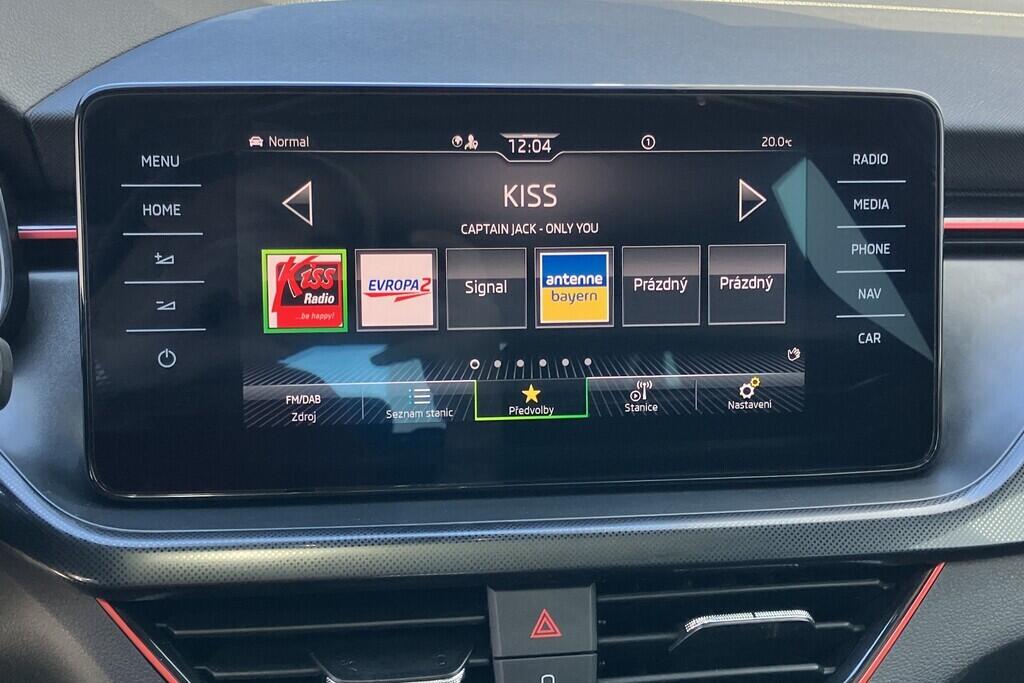 MENU
HOME
Normal
12:04
1
20.0°C
KISS
CAPTAIN JACK - ONLY YOU
Kiss
Radio
...be happy!
EVROPA 2
Signal
antenne
bayern
Prázdný
Prázdný
FM/DAB
Zdroj
Seznam stanic
Předvolby
Stanice
Nastavení
RADIO
MEDIA
PHONE
NAV
CAR